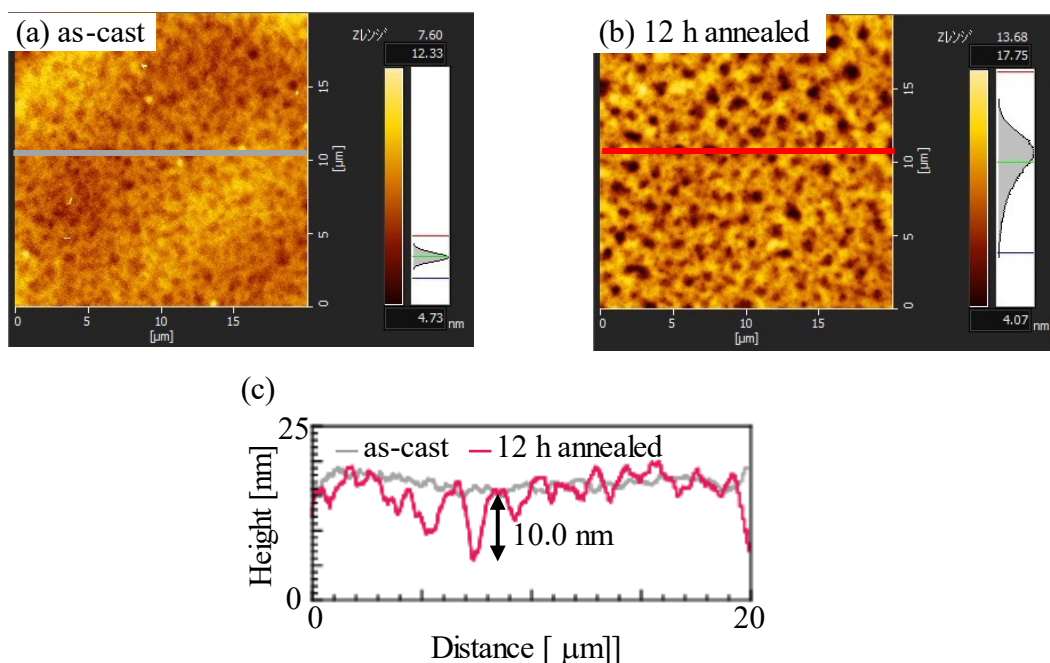 (a) as-cast
Zレンジ 7.60
12.33
15
10
[µm]
5
0
4.73 nm
0 5 10 15
[µm]
(b) 12 h annealed
Zレンジ 13.68
17.75
15
10
[µm]
5
0
4.07 nm
0 5 10 15
[µm]
(c)
25
as-cast 12 h annealed
Height [nm]
10.0 nm
0
0 20
Distance [ µm]]